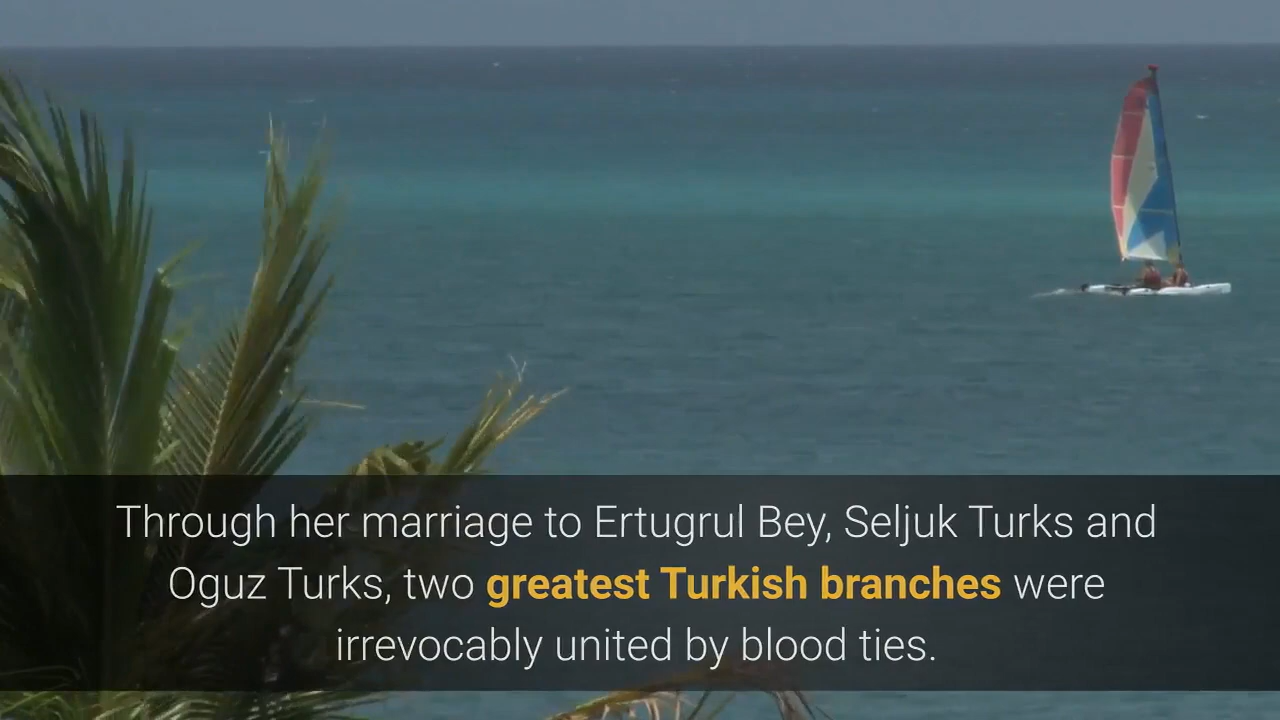 Through her marriage to Ertugrul Bey, Seljuk Turks and
Oguz Turks, two greatest Turkish branches were
irrevocably united by blood ties.